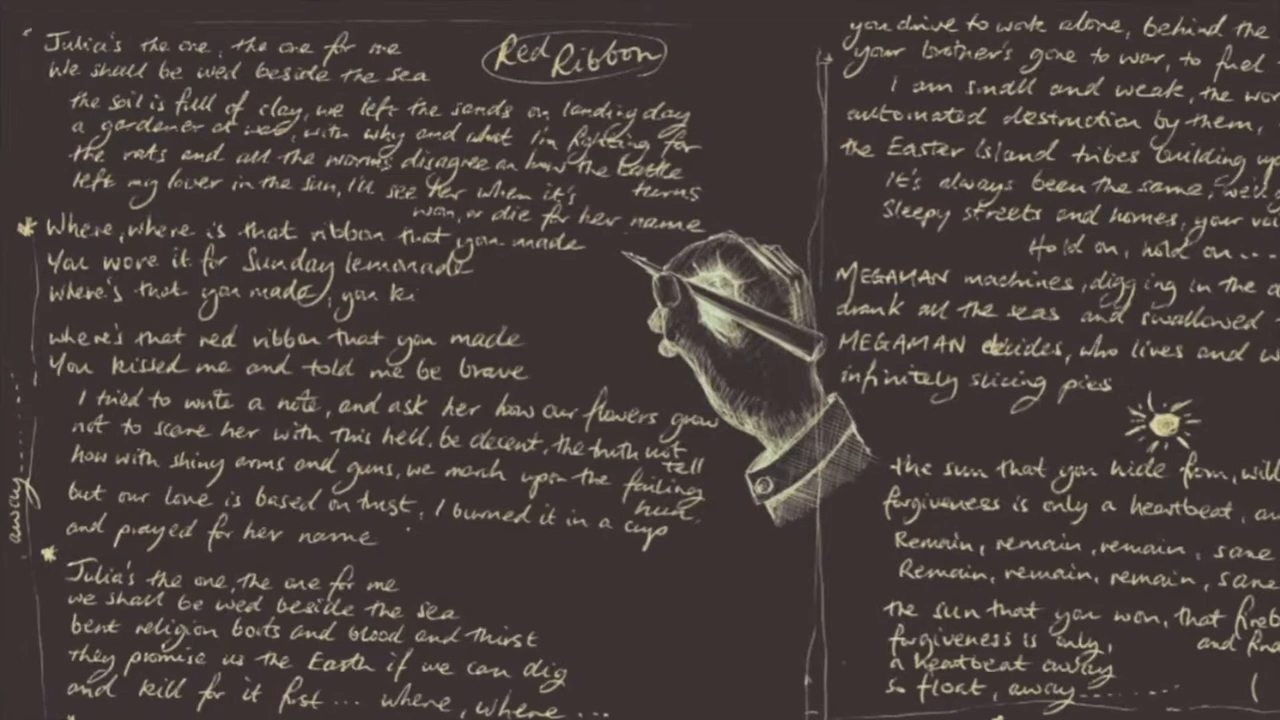 Red Ribbon
Julia's the one, the one for me
we shall be wed beside the sea
the soil is full of clay, we left the sands on landing day
a gardener at war, with why and what I'm fighting for
the rats and all the worms disagree on how the battle
turns
left my lover in the sun, I'll see her when it's
won, or die for her name
Where, where is that ribbon that you made
You wore it for Sunday lemonade
where's that you made, you ki
where's that red ribbon that you made
You kissed me and told me be brave
I tried to write a note, and ask her how our flowers grow
not to scare her with this hell, be decent, the truth not
tell
how with shiny arms and guns, we march upon the failing
hun,
but our love is based on trust, I burned it in a cup
and prayed for her name
Julia's the one, the one for me
we shall be wed beside the sea
bent religion boots and blood and thirst
they promise us the Earth if we can dig
and kill for it first ... where, where ...
away
you drive to work alone, behind the
your brother's gone to war, to fuel
I am small and weak, the wor
automated destruction by them,
the Easter Island tribes building up
It's always been the same, we'll
Sleepy streets and homes, your voi
Hold on, hold on ...
MEGAMAN machines, digging in the d
drank all the seas and swallowed
MEGAMAN decides, who lives and w
infinitely slicing pies
the sun that you hide from, will
forgiveness is only a heartbeat, an
Remain, remain, remain, sane
Remain, remain, remain, sane
the sun that you won, that fireb
forgiveness is only, and fina
a heartbeat away
so float, away ..........